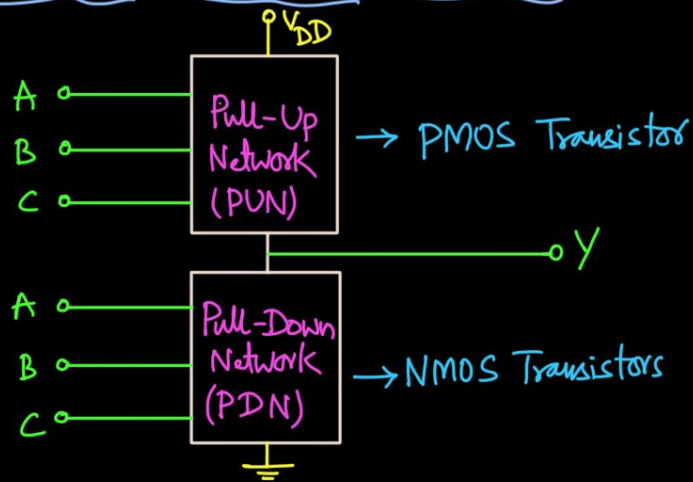 VDD
A
B
C
Pull-Up
Network
(PUN)
→ PMOS Transistor
Y
A
B
C
Pull-Down
Network
(PDN)
→ NMOS Transistors